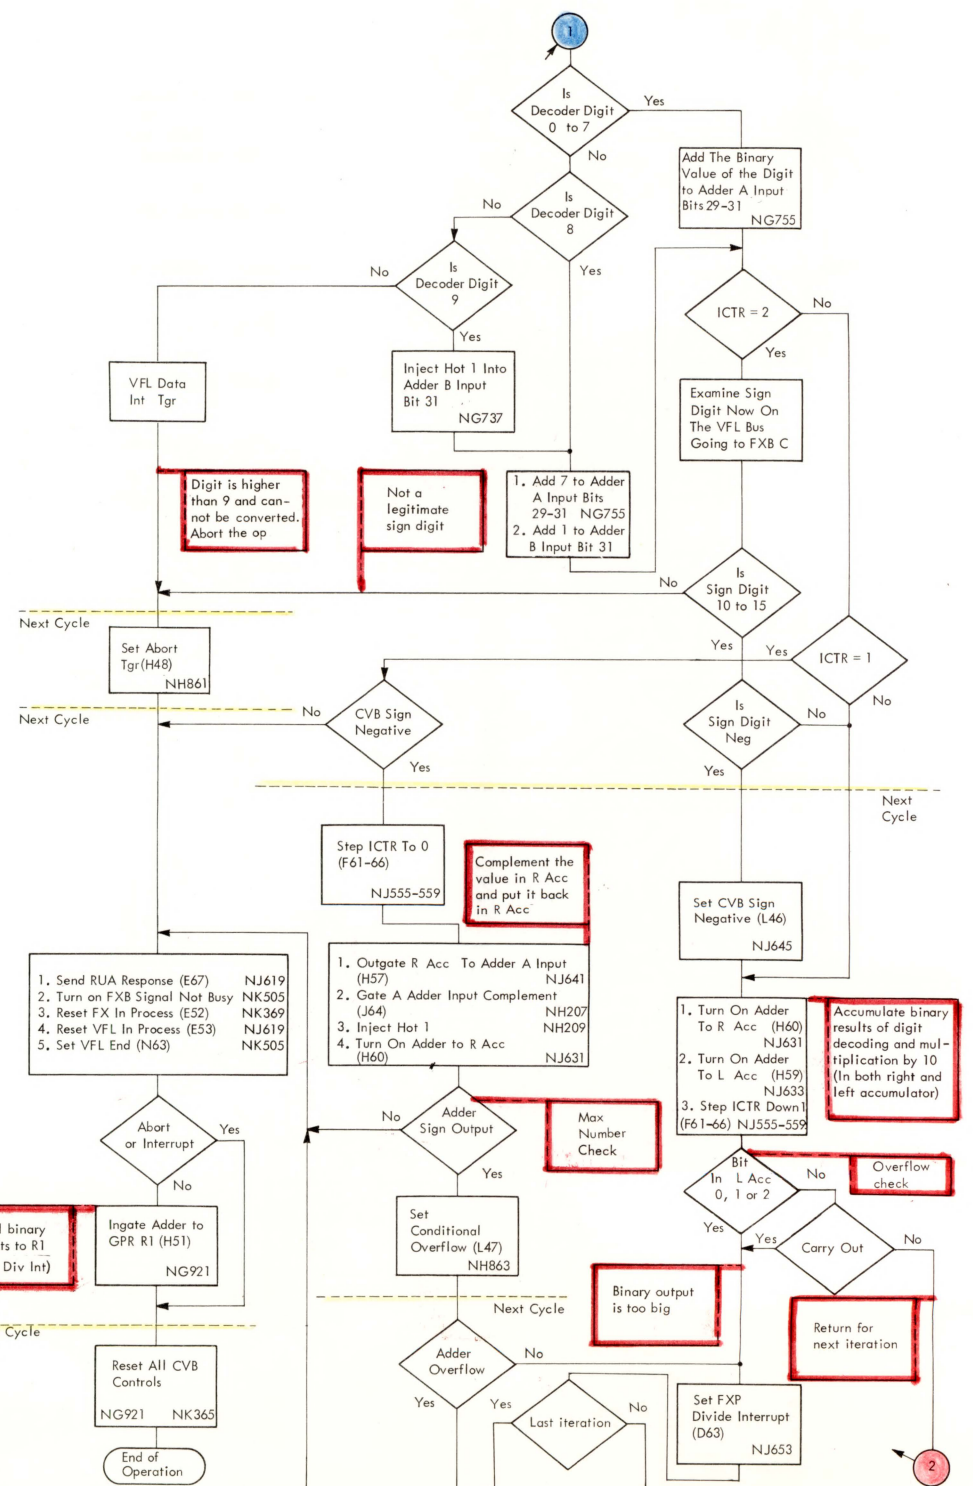 1
Is
Decoder Digit
0 to 7
Yes
No
Add The Binary
Value of the Digit
to Adder A Input
Bits 29-31
NG755
Is
Decoder Digit
8
No
Yes
Is
Decoder Digit
9
No
Yes
ICTR = 2
No
Yes
VFL Data
Int Tgr
Inject Hot 1 Into
Adder B Input
Bit 31
NG737
Examine Sign
Digit Now On
The VFL Bus
Going to FXB C
Digit is higher
than 9 and can-
not be converted.
Abort the op
Not a
legitimate
sign digit
1. Add 7 to Adder
A Input Bits
29-31 NG755
2. Add 1 to Adder
B Input Bit 31
Is
Sign Digit
10 to 15
No
Yes
Next Cycle
Set Abort
Tgr (H48)
NH861
ICTR = 1
Yes
No
Next Cycle
CVB Sign
Negative
No
Yes
Is
Sign Digit
Neg
No
Yes
Next
Cycle
Step ICTR To 0
(F61-66)
NJ555-559
Complement the
value in R Acc
and put it back
in R Acc
Set CVB Sign
Negative (L46)
NJ645
1. Send RUA Response (E67) NJ619
2. Turn on FXB Signal Not Busy NK505
3. Reset FX In Process (E52) NK369
4. Reset VFL In Process (E53) NJ619
5. Set VFL End (N63) NK505
1. Outgate R Acc To Adder A Input
(H57) NJ641
2. Gate A Adder Input Complement
(J64) NH207
3. Inject Hot 1 NH209
4. Turn On Adder to R Acc
(H60) NJ631
1. Turn On Adder
To R Acc (H60)
NJ631
2. Turn On Adder
To L Acc (H59)
NJ633
3. Step ICTR Down 1
(F61-66) NJ555-559
Accumulate binary
results of digit
decoding and mul-
tiplication by 10
(In both right and
left accumulator)
Abort
or Interrupt
Yes
No
Adder
Sign Output
No
Yes
Max
Number
Check
Bit
In L Acc
0, 1 or 2
No
Yes
Overflow
check
binary
ts to R1
Div Int)
Ingate Adder to
GPR R1 (H51)
NG921
Set
Conditional
Overflow (L47)
NH863
Carry Out
Yes
No
Binary output
is too big
Return for
next iteration
Cycle
Next Cycle
Reset All CVB
Controls
NG921 NK365
Adder
Overflow
No
Yes
Last iteration
Yes
No
Set FXP
Divide Interrupt
(D63)
NJ653
End of
Operation
2